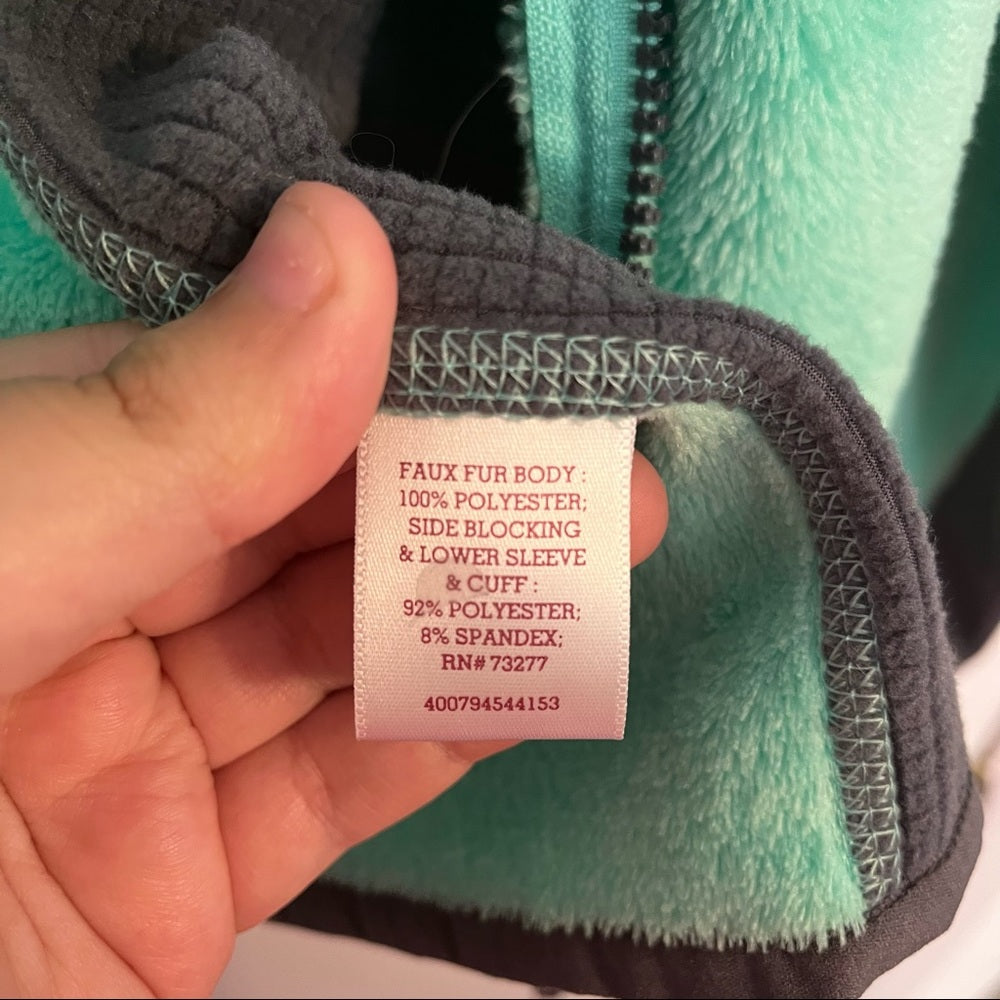 FAUX FUR BODY :
100% POLYESTER;
SIDE BLOCKING
& LOWER SLEEVE
& CUFF :
92% POLYESTER;
8% SPANDEX;
RN# 73277
400794544153